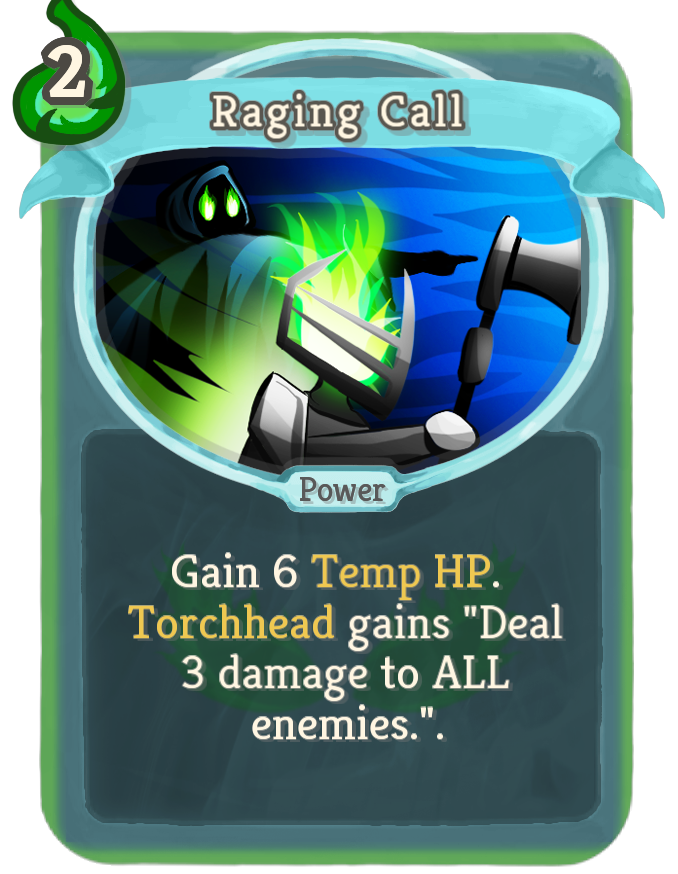 2
Raging Call
Power
Gain 6 Temp HP.
Torchhead gains "Deal
3 damage to ALL
enemies.".